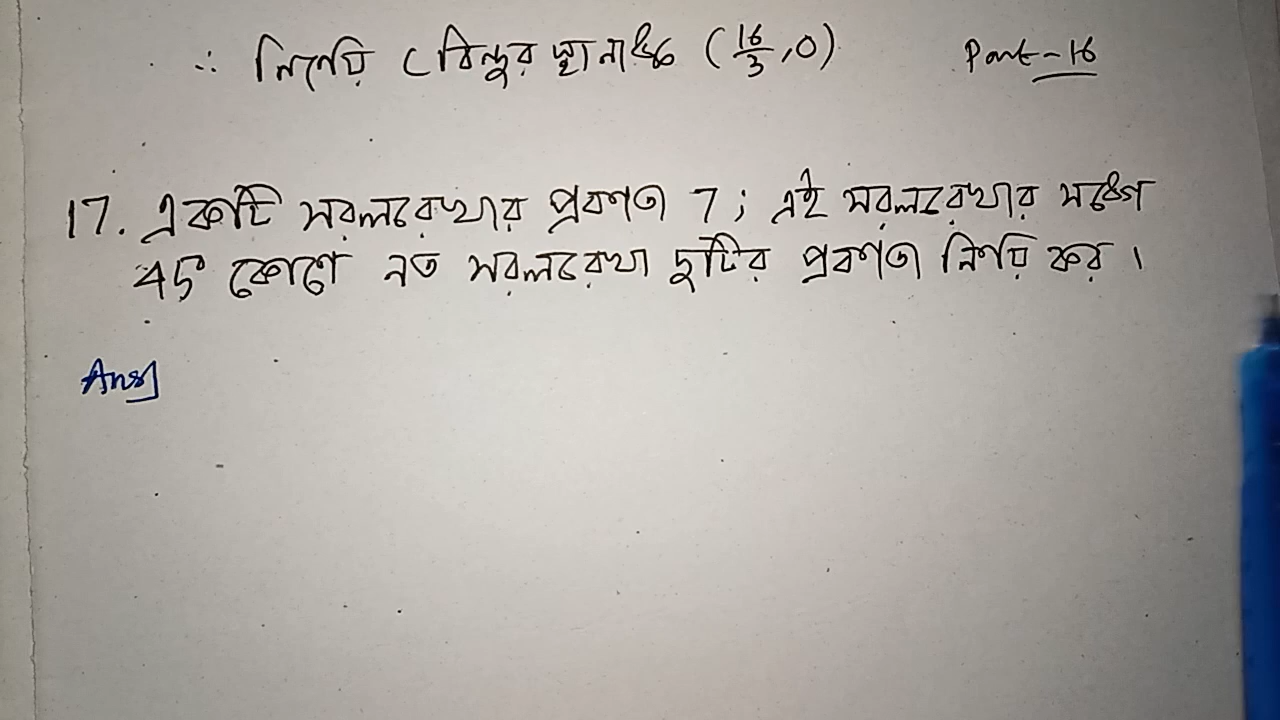 ∴ নির্ণেয় C বিন্দুর স্থানাঙ্ক (16/3, 0) Part-16
17. একটি সরলরেখার প্রবণতা 7; এই সরলরেখার সঙ্গে
45° কোণে নত সরলরেখা দুটির প্রবণতা নির্ণয় কর।
Ans]